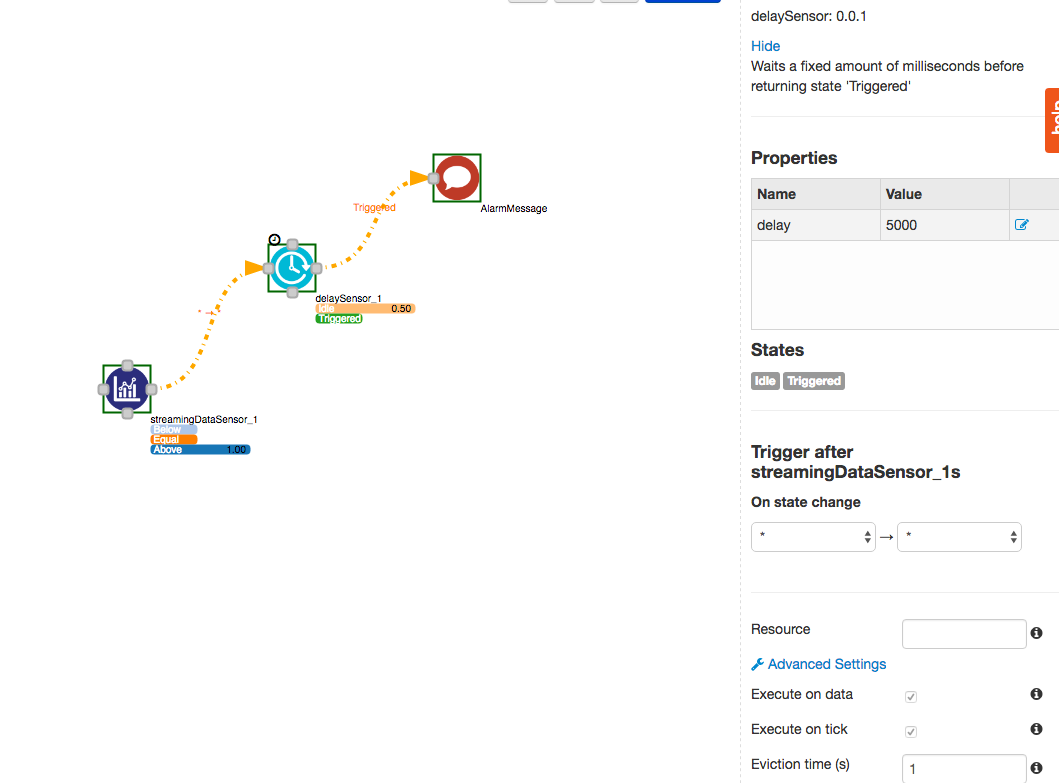 delaySensor: 0.0.1
Hide
Waits a fixed amount of milliseconds before
returning state 'Triggered'
help
Properties
Name Value
delay 5000
States
Idle Triggered
Trigger after
streamingDataSensor_1s
On state change
* → *
Resource
Advanced Settings
Execute on data
Execute on tick
Eviction time (s) 1
AlarmMessage
Triggered
delaySensor_1
Idle 0.50
Triggered
* → *
streamingDataSensor_1
Below
Equal
Above 1.00